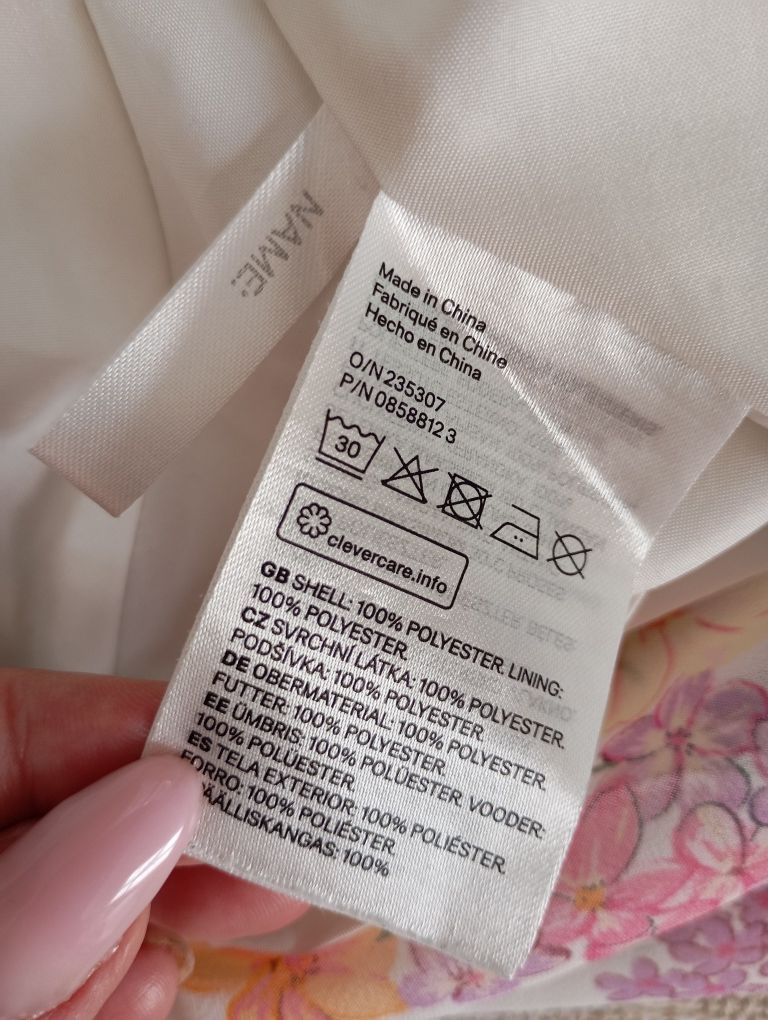 NAME:
Made in China
Fabriqué en Chine
Hecho en China
O/N 235307
P/N 0858812 3
30
clevercare.info
GB SHELL: 100% POLYESTER. LINING:
100% POLYESTER.
CZ SVRCHNÍ LÁTKA: 100% POLYESTER.
PODŠÍVKA: 100% POLYESTER
DE OBERMATERIAL: 100% POLYESTER.
FUTTER: 100% POLYESTER.
EE ÜMBRIS: 100% POLÜESTER. VOODER:
100% POLÜESTER.
ES TELA EXTERIOR: 100% POLIÉSTER.
FORRO: 100% POLIÉSTER.
100%